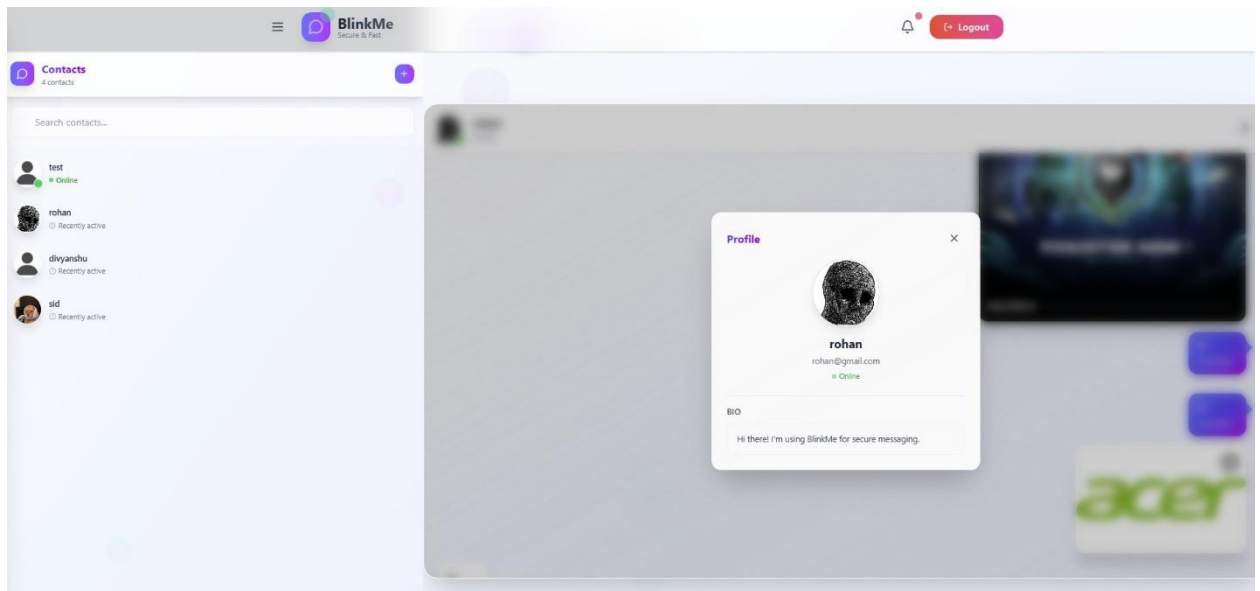 BlinkMe
Secure & Fast
Logout
Contacts
4 contacts
Search contacts...
test
Online
rohan
Recently active
divyanshu
Recently active
sid
Recently active
Profile
rohan
rohan@gmail.com
Online
BIO
Hi there! I'm using BlinkMe for secure messaging.
acer